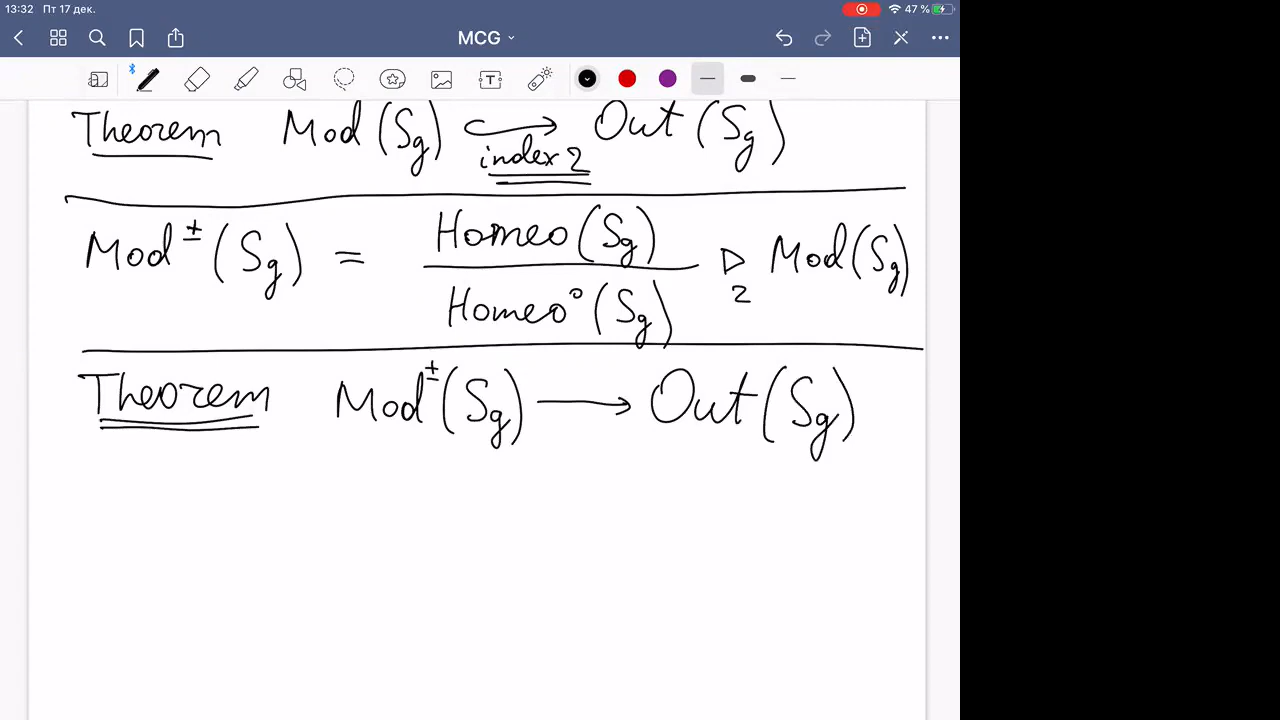 13:32 Пт 17 дек. 47 %
MCG
Theorem Mod (Sg) ↪ Out (Sg)
index 2
Mod± (Sg) = Homeo (Sg) / Homeo° (Sg) ▷₂ Mod (Sg)
Theorem Mod± (Sg) ⟶ Out (Sg)